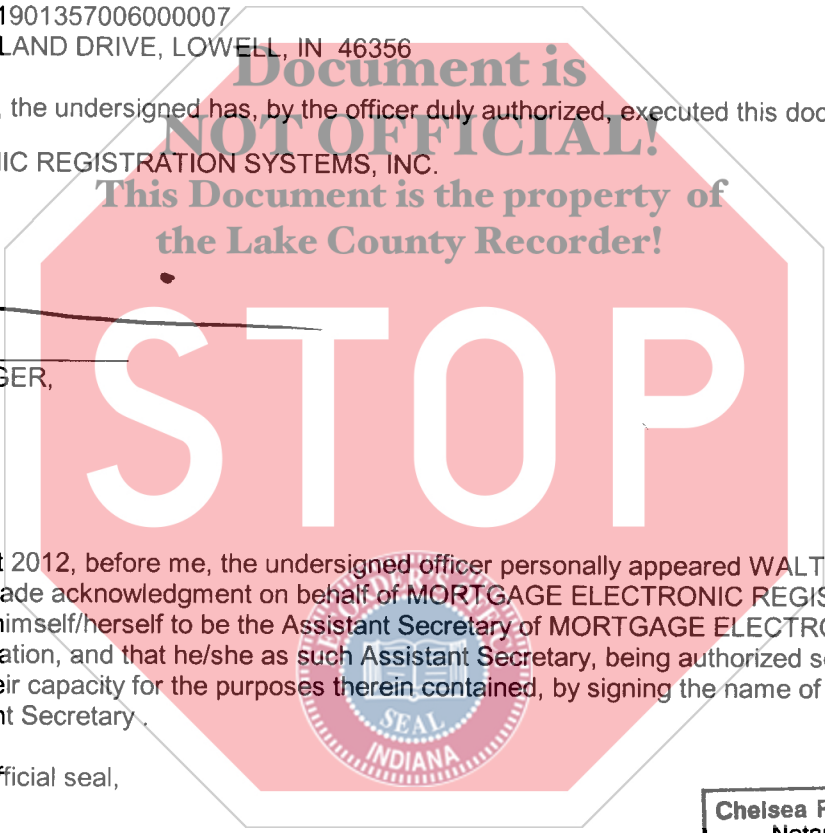 1901357006000007
LAND DRIVE, LOWELL, IN 46356
Document is
, the undersigned has, by the officer duly authorized, executed this doc
NOT OFFICIAL!
NIC REGISTRATION SYSTEMS, INC.
This Document is the property of
the Lake County Recorder!
GER,
STOP
t 2012, before me, the undersigned officer personally appeared WALT
ade acknowledgment on behalf of MORTGAGE ELECTRONIC REGIS
himself/herself to be the Assistant Secretary of MORTGAGE ELECTRO
ation, and that he/she as such Assistant Secretary, being authorized so
eir capacity for the purposes therein contained, by signing the name of
nt Secretary .
SEAL
INDIANA
fficial seal,
Chelsea F
Notar